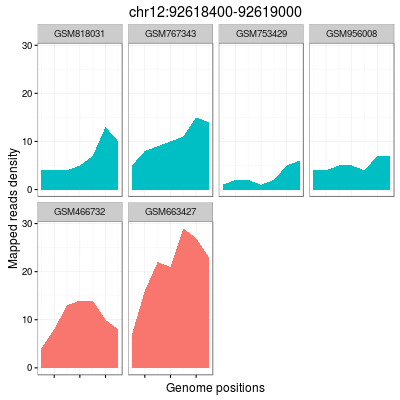 chr12:92618400-92619000
GSM818031 GSM767343 GSM753429 GSM956008
30
20
10
0
GSM466732 GSM663427
30
20
10
0
Mapped reads density
Genome positions